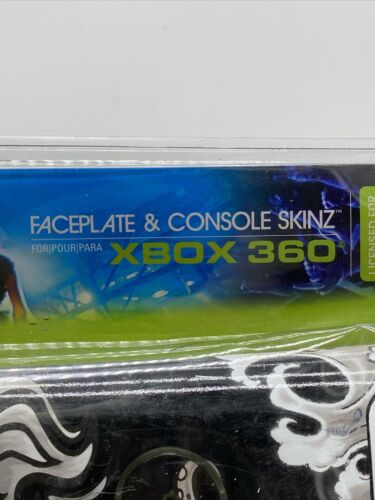 FACEPLATE & CONSOLE SKINZ™
FOR|POUR|PARA XBOX 360®
LICENSED FOR